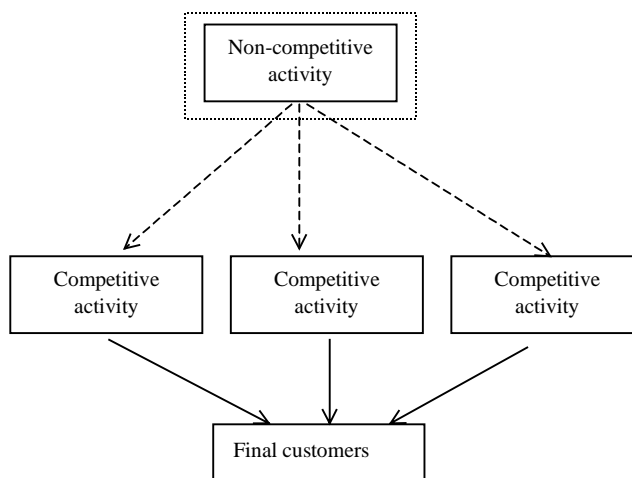 Non-competitive
activity
Competitive
activity
Competitive
activity
Competitive
activity
Final customers